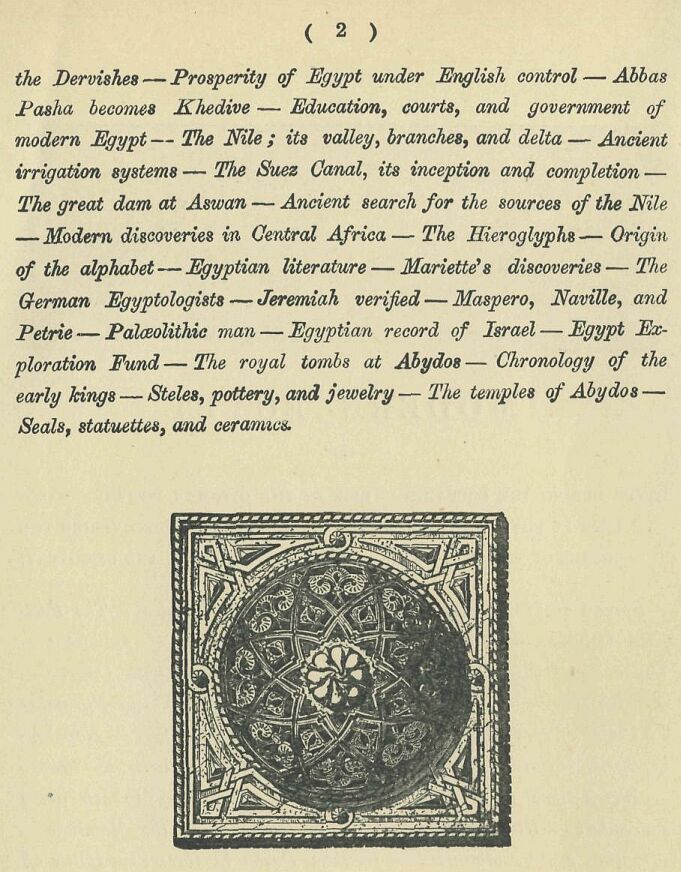 ( 2 )
the Dervishes — Prosperity of Egypt under English control — Abbas
Pasha becomes Khedive — Education, courts, and government of
modern Egypt — The Nile; its valley, branches, and delta — Ancient
irrigation systems — The Suez Canal, its inception and completion —
The great dam at Aswan — Ancient search for the sources of the Nile
— Modern discoveries in Central Africa — The Hieroglyphs — Origin
of the alphabet — Egyptian literature — Mariette's discoveries — The
German Egyptologists — Jeremiah verified — Maspero, Naville, and
Petrie — Palæolithic man — Egyptian record of Israel — Egypt Ex-
ploration Fund — The royal tombs at Abydos — Chronology of the
early kings — Steles, pottery, and jewelry — The temples of Abydos —
Seals, statuettes, and ceramics.